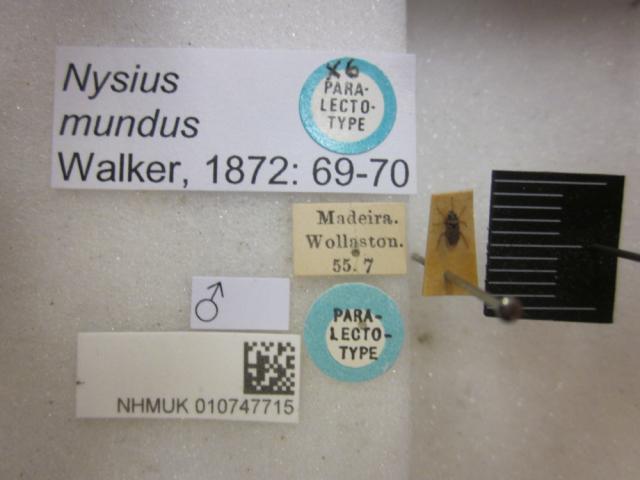 Nysius
mundus
Walker, 1872: 69-70
x6
PARA-
LECTO-
TYPE
Madeira.
Wollaston.
55. 7
♂
PARA-
LECTO-
TYPE
NHMUK 010747715